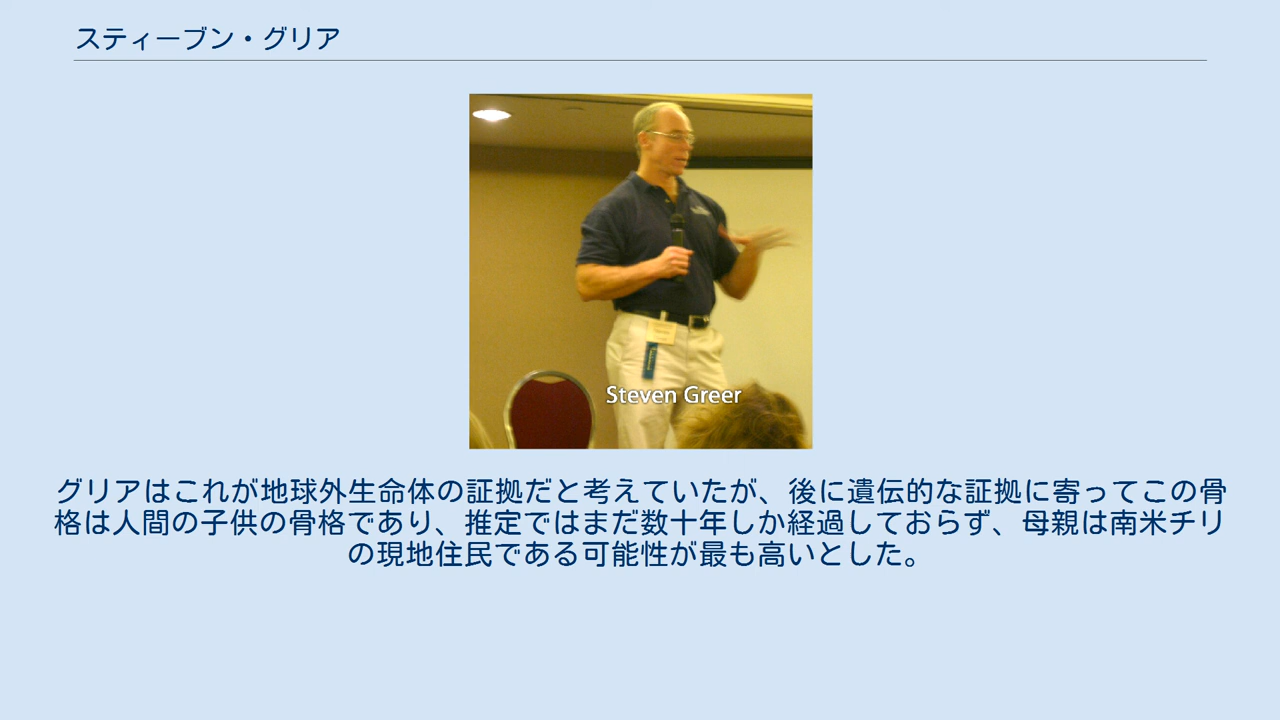 スティーブン・グリア
Steven Greer
グリアはこれが地球外生命体の証拠だと考えていたが、後に遺伝的な証拠に寄ってこの骨
格は人間の子供の骨格であり、推定ではまだ数十年しか経過しておらず、母親は南米チリ
の現地住民である可能性が最も高いとした。